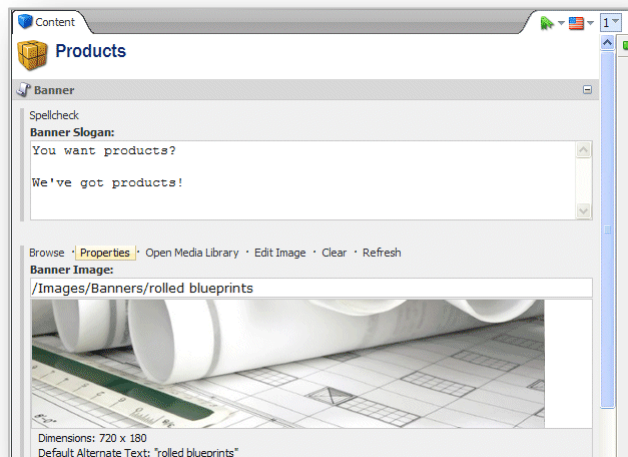 Content
1
Products
Banner
Spellcheck
Banner Slogan:
You want products?
We've got products!
Browse · Properties · Open Media Library · Edit Image · Clear · Refresh
Banner Image:
/Images/Banners/rolled blueprints
Dimensions: 720 x 180
Default Alternate Text: "rolled blueprints"